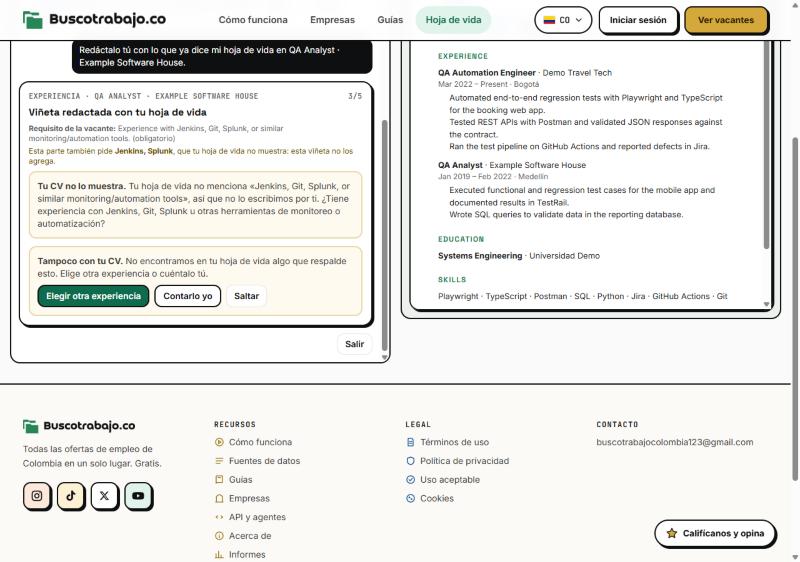 Buscotrabajo.co
Cómo funciona
Empresas
Guías
Hoja de vida
CO
Iniciar sesión
Ver vacantes
Redáctalo tú con lo que ya dice mi hoja de vida en QA Analyst ·
Example Software House.
EXPERIENCIA · QA ANALYST · EXAMPLE SOFTWARE HOUSE
3/5
Viñeta redactada con tu hoja de vida
Requisito de la vacante: Experience with Jenkins, Git, Splunk, or similar
monitoring/automation tools. (obligatorio)
Esta parte también pide Jenkins, Splunk, que tu hoja de vida no muestra: esta viñeta no los
agrega.
Tu CV no lo muestra. Tu hoja de vida no menciona «Jenkins, Git, Splunk, or
similar monitoring/automation tools», así que no lo escribimos por ti. ¿Tiene
experiencia con Jenkins, Git, Splunk u otras herramientas de monitoreo o
automatización?
Tampoco con tu CV. No encontramos en tu hoja de vida algo que respalde
esto. Elige otra experiencia o cuéntalo tú.
Elegir otra experiencia
Contarlo yo
Saltar
Salir
EXPERIENCE
QA Automation Engineer · Demo Travel Tech
Mar 2022 – Present · Bogotá
Automated end-to-end regression tests with Playwright and TypeScript
for the booking web app.
Tested REST APIs with Postman and validated JSON responses against
the contract.
Ran the test pipeline on GitHub Actions and reported defects in Jira.
QA Analyst · Example Software House
Jan 2019 – Feb 2022 · Medellín
Executed functional and regression test cases for the mobile app and
documented results in TestRail.
Wrote SQL queries to validate data in the reporting database.
EDUCATION
Systems Engineering · Universidad Demo
SKILLS
Playwright · TypeScript · Postman · SQL · Python · Jira · GitHub Actions · Git
Buscotrabajo.co
Todas las ofertas de empleo de
Colombia en un solo lugar. Gratis.
RECURSOS
Cómo funciona
Fuentes de datos
Guías
Empresas
API y agentes
Acerca de
Informes
LEGAL
Términos de uso
Política de privacidad
Uso aceptable
Cookies
CONTACTO
buscotrabajocolombia123@gmail.com
Califícanos y opina